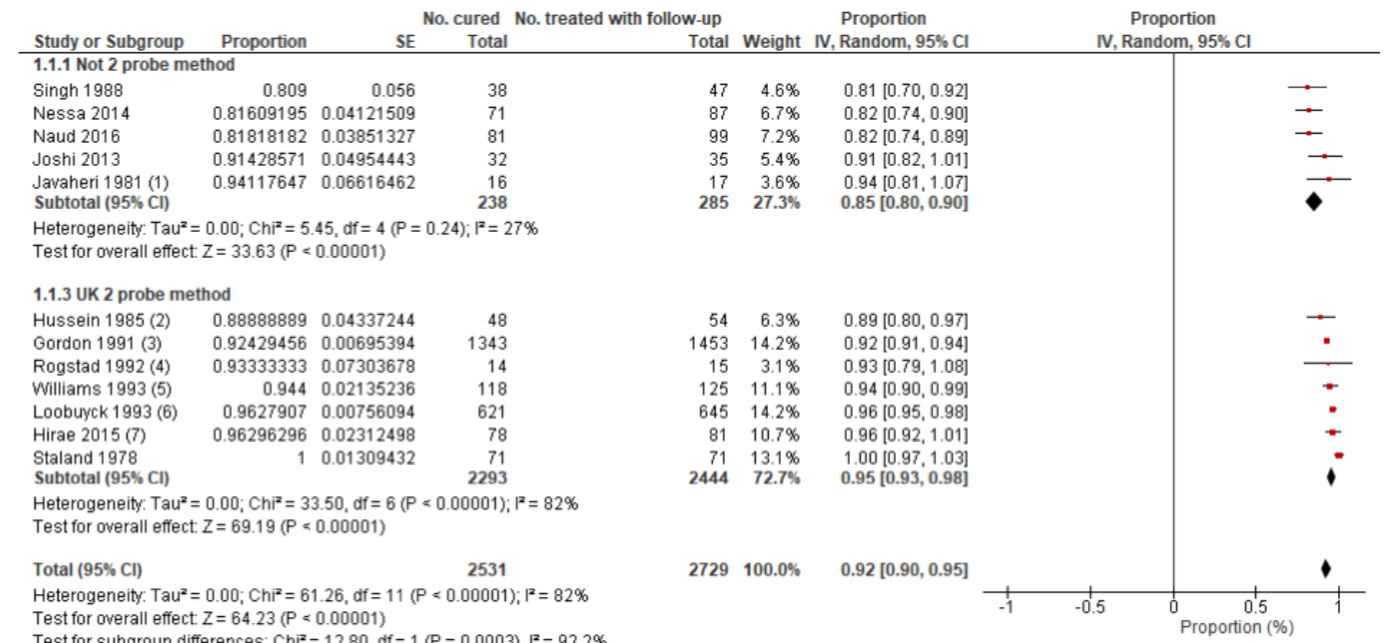 No. cured No. treated with follow-up Proportion Proportion
Study or Subgroup Proportion SE Total Total Weight IV, Random, 95% CI IV, Random, 95% CI
1.1.1 Not 2 probe method
Singh 1988 0.809 0.056 38 47 4.6% 0.81 [0.70, 0.92]
Nessa 2014 0.81609195 0.04121509 71 87 6.7% 0.82 [0.74, 0.90]
Naud 2016 0.81818182 0.03851327 81 99 7.2% 0.82 [0.74, 0.89]
Joshi 2013 0.91428571 0.04954443 32 35 5.4% 0.91 [0.82, 1.01]
Javaheri 1981 (1) 0.94117647 0.06616462 16 17 3.6% 0.94 [0.81, 1.07]
Subtotal (95% CI) 238 285 27.3% 0.85 [0.80, 0.90]
Heterogeneity: Tau² = 0.00; Chi² = 5.45, df = 4 (P = 0.24); I² = 27%
Test for overall effect: Z = 33.63 (P < 0.00001)
1.1.3 UK 2 probe method
Hussein 1985 (2) 0.88888889 0.04337244 48 54 6.3% 0.89 [0.80, 0.97]
Gordon 1991 (3) 0.92429456 0.00695394 1343 1453 14.2% 0.92 [0.91, 0.94]
Rogstad 1992 (4) 0.93333333 0.07303678 14 15 3.1% 0.93 [0.79, 1.08]
Williams 1993 (5) 0.944 0.02135236 118 125 11.1% 0.94 [0.90, 0.99]
Loobuyck 1993 (6) 0.9627907 0.00756094 621 645 14.2% 0.96 [0.95, 0.98]
Hirae 2015 (7) 0.96296296 0.02312498 78 81 10.7% 0.96 [0.92, 1.01]
Staland 1978 1 0.01309432 71 71 13.1% 1.00 [0.97, 1.03]
Subtotal (95% CI) 2293 2444 72.7% 0.95 [0.93, 0.98]
Heterogeneity: Tau² = 0.00; Chi² = 33.50, df = 6 (P < 0.00001); I² = 82%
Test for overall effect: Z = 69.19 (P < 0.00001)
Total (95% CI) 2531 2729 100.0% 0.92 [0.90, 0.95]
Heterogeneity: Tau² = 0.00; Chi² = 61.26, df = 11 (P < 0.00001); I² = 82%
Test for overall effect: Z = 64.23 (P < 0.00001)
Test for subgroup differences: Chi² = 12.80, df = 1 (P = 0.0003), I² = 92.2%
-1 -0.5 0 0.5 1
Proportion (%)